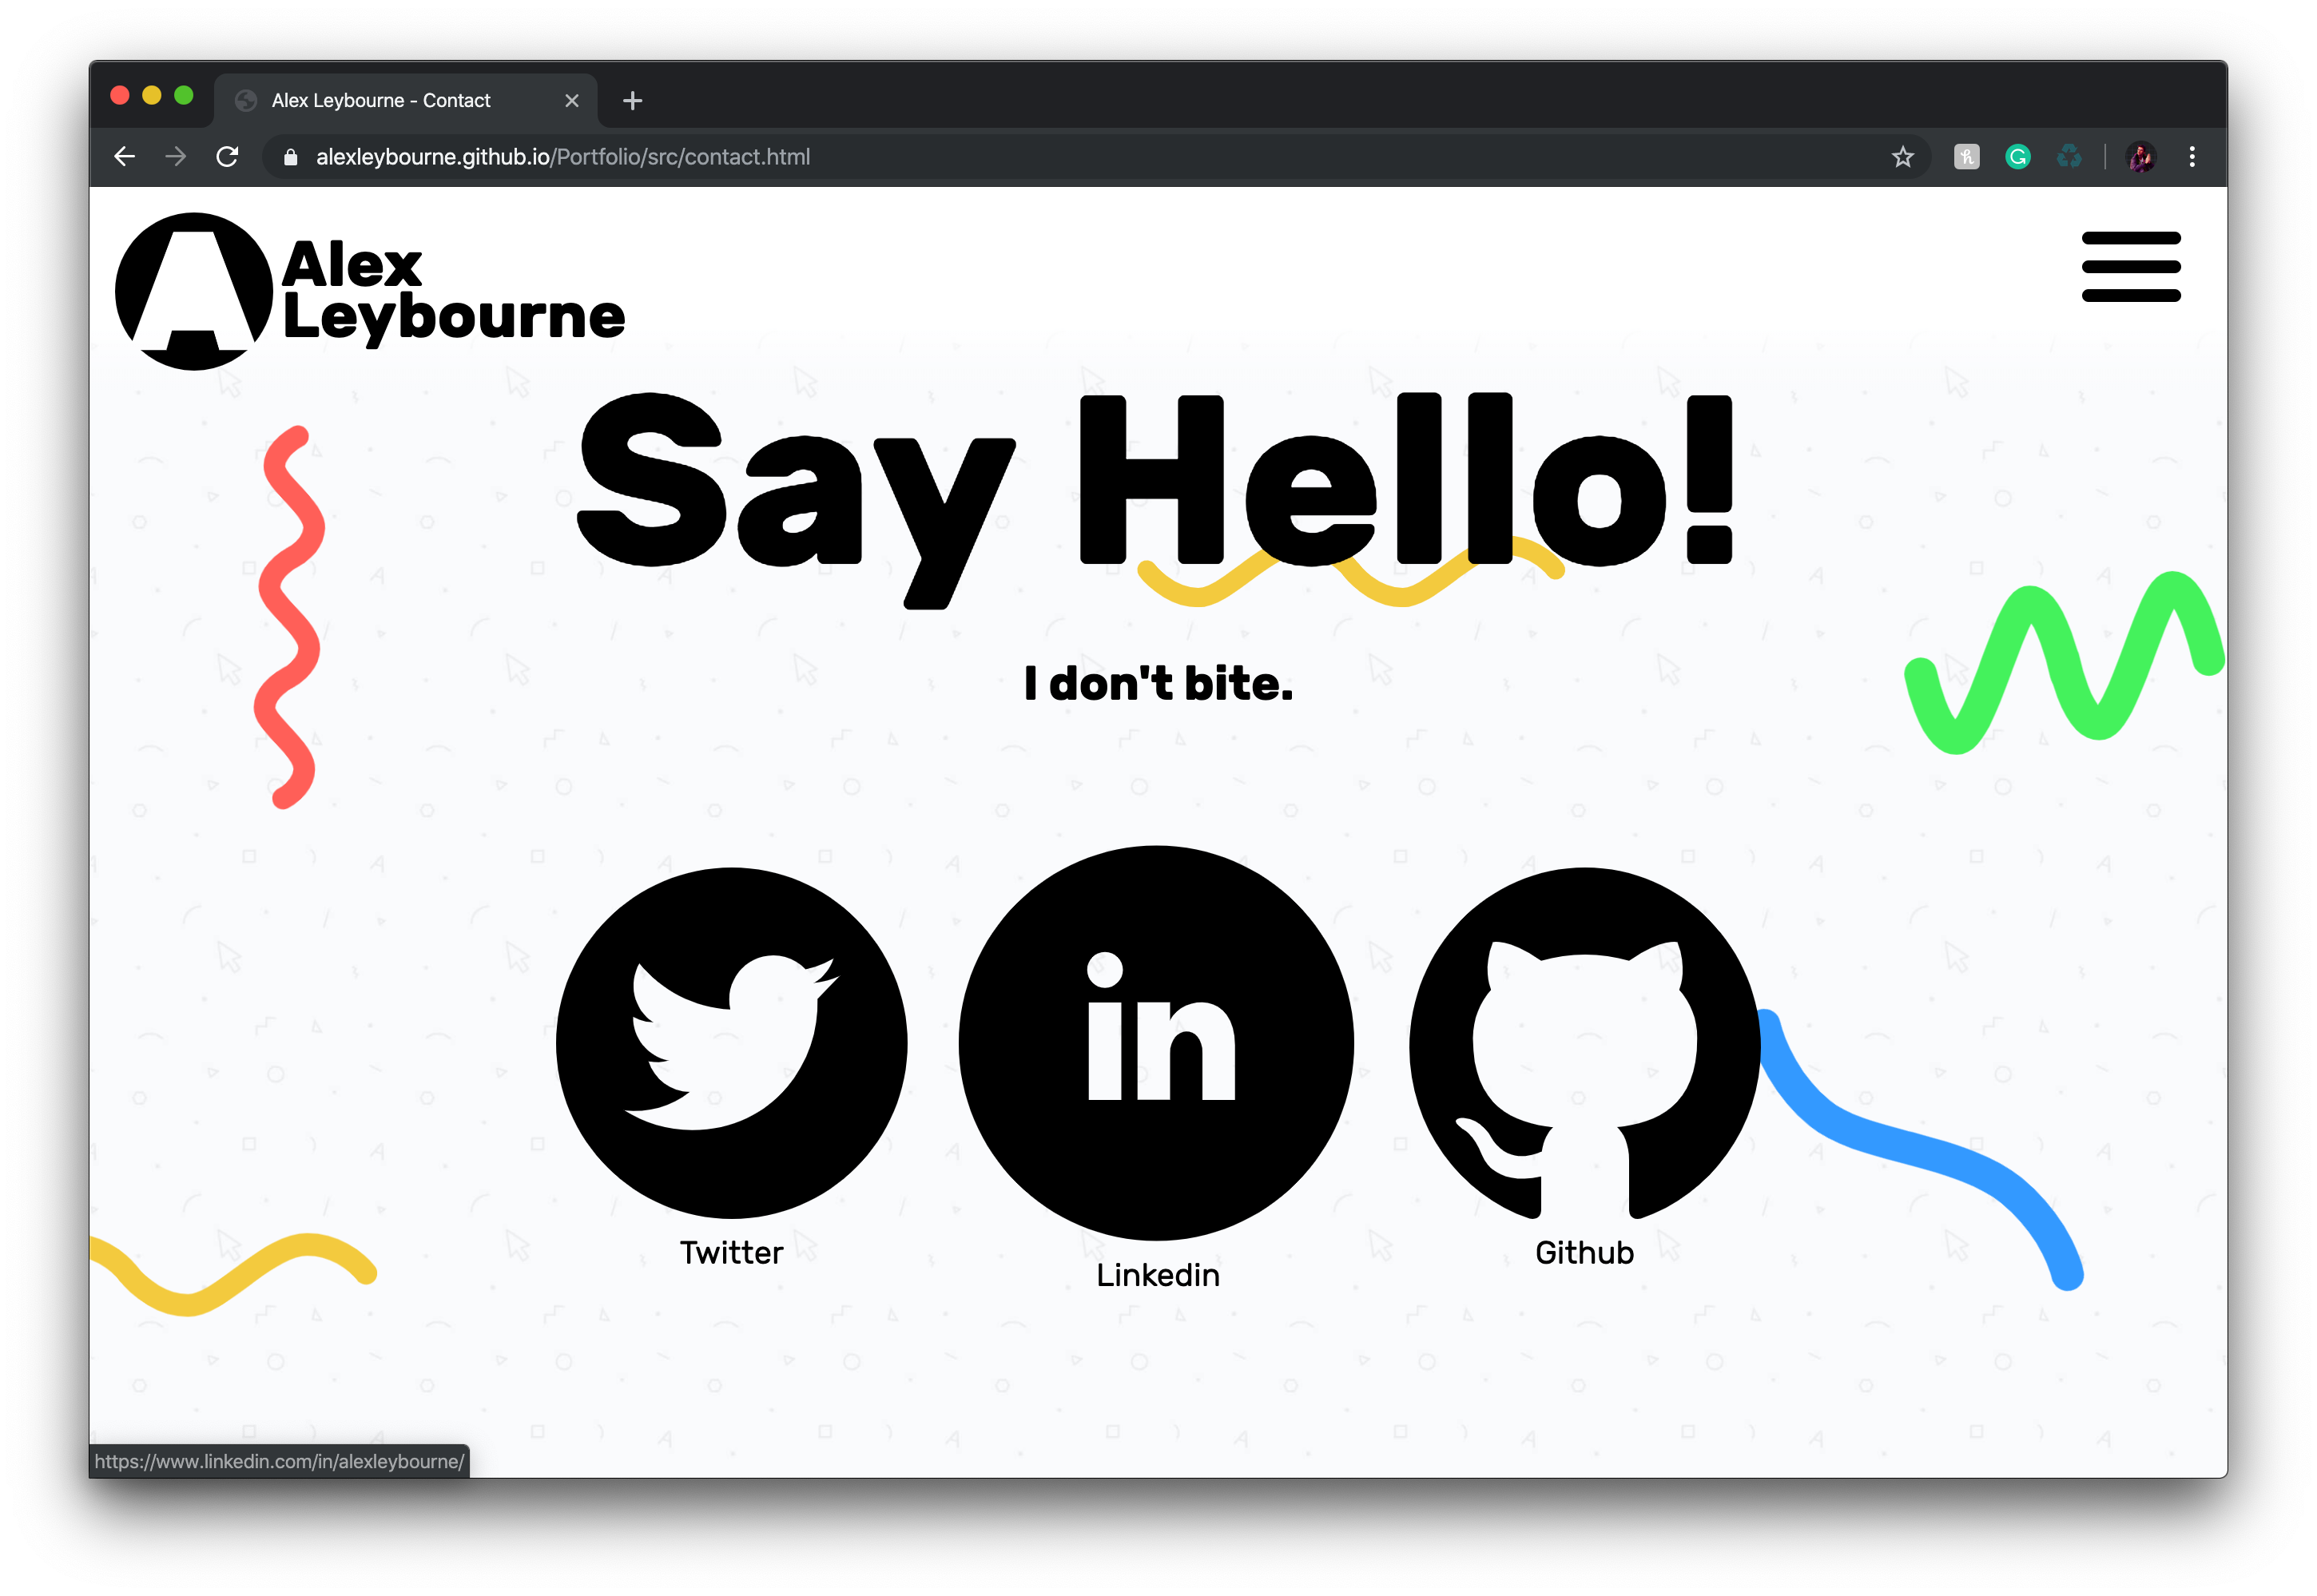 Alex Leybourne - Contact
alexleybourne.github.io/Portfolio/src/contact.html
Alex
Leybourne
Say Hello!
I don't bite.
in
Twitter
Linkedin
Github
https://www.linkedin.com/in/alexleybourne/